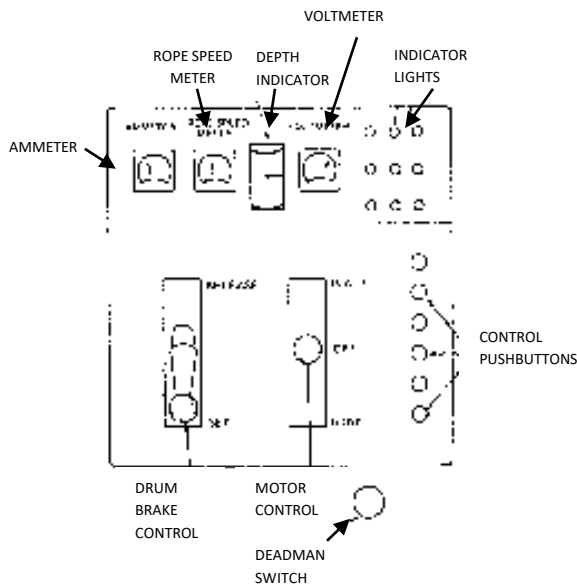 VOLTMETER
ROPE SPEED
METER
DEPTH
INDICATOR
INDICATOR
LIGHTS
AMMETER
RELEASE
OFF
SET
CONTROL
PUSHBUTTONS
DRUM
BRAKE
CONTROL
MOTOR
CONTROL
DEADMAN
SWITCH